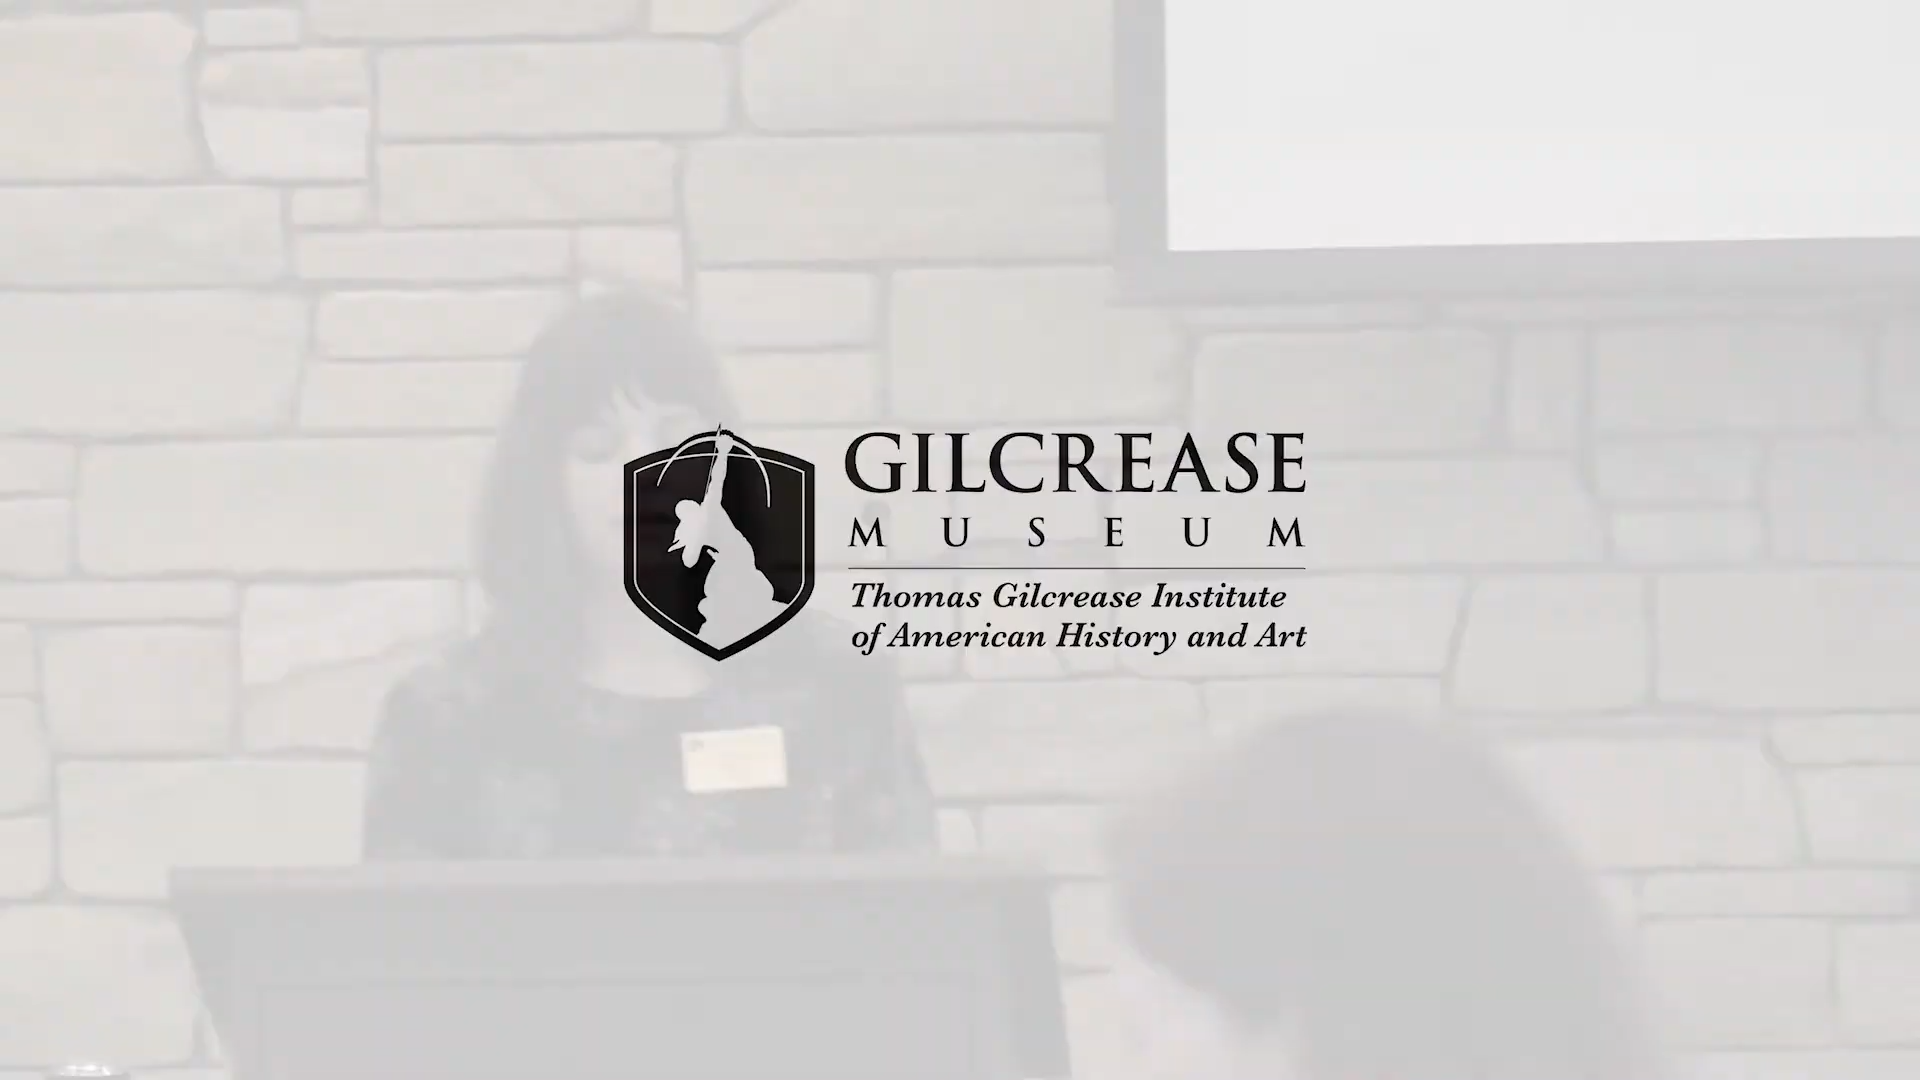 GILCREASE
MUSEUM
Thomas Gilcrease Institute
of American History and Art